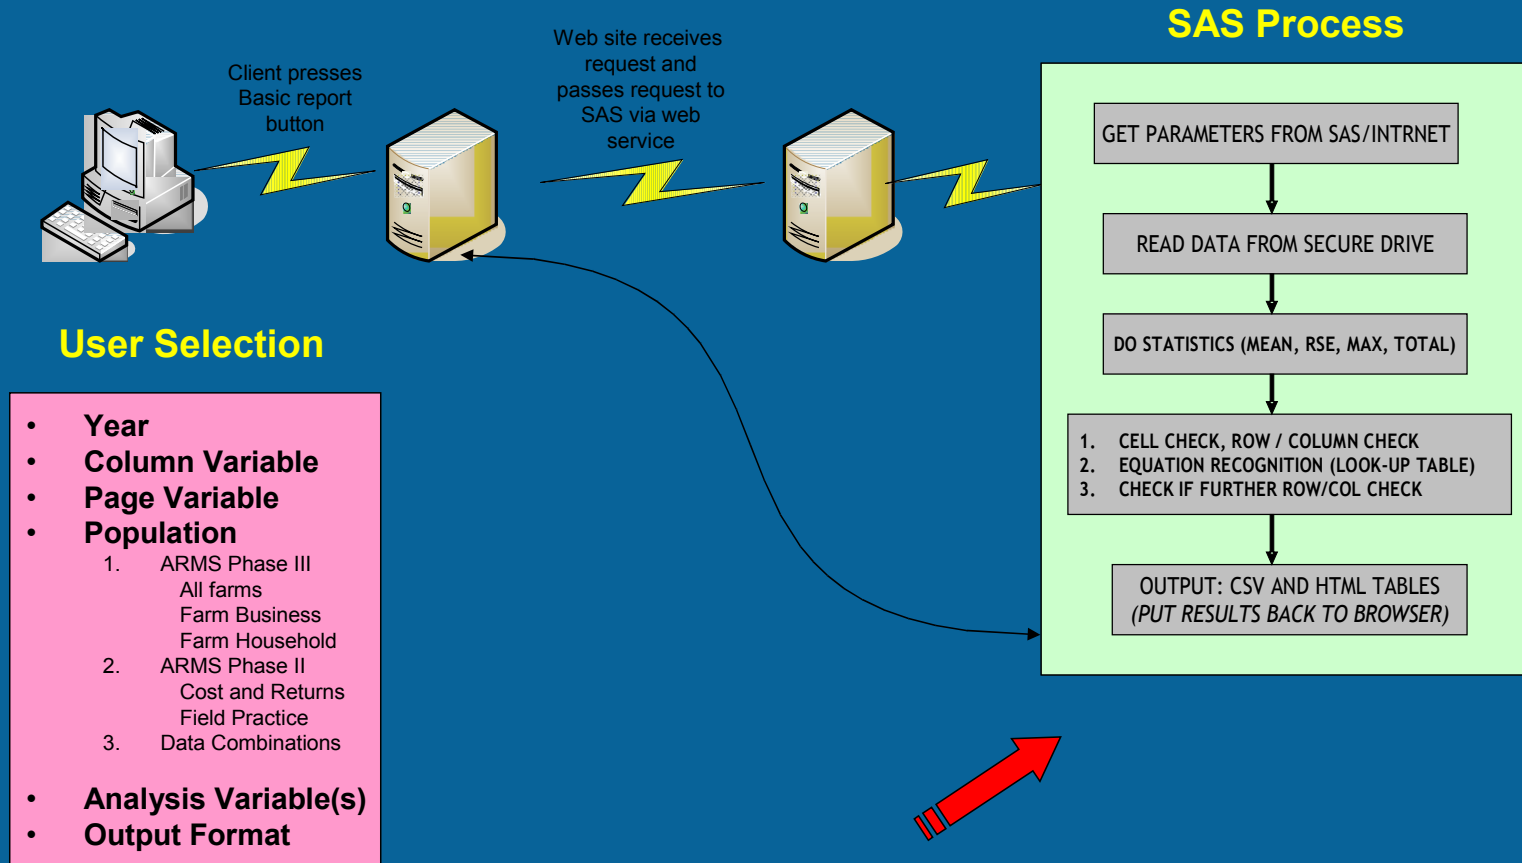 Client presses
Basic report
button
Web site receives
request and
passes request to
SAS via web
service
SAS Process
GET PARAMETERS FROM SAS/INTRNET
READ DATA FROM SECURE DRIVE
DO STATISTICS (MEAN, RSE, MAX, TOTAL)
1. CELL CHECK, ROW / COLUMN CHECK
2. EQUATION RECOGNITION (LOOK-UP TABLE)
3. CHECK IF FURTHER ROW/COL CHECK
OUTPUT: CSV AND HTML TABLES
(PUT RESULTS BACK TO BROWSER)
User Selection
• Year
• Column Variable
• Page Variable
• Population
1. ARMS Phase III
All farms
Farm Business
Farm Household
2. ARMS Phase II
Cost and Returns
Field Practice
3. Data Combinations
• Analysis Variable(s)
• Output Format